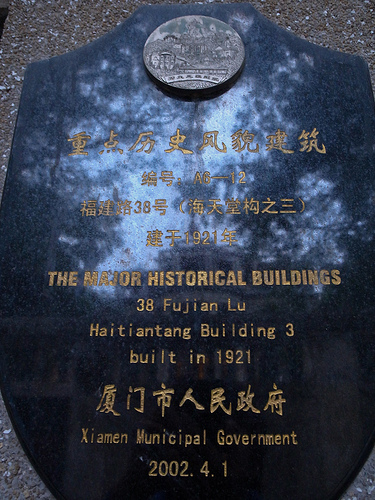 重点历史风貌建筑
编号：AG—12
福建路38号（海天堂构之三）
建于1921年
THE MAJOR HISTORICAL BUILDINGS
38 Fujian Lu
Haitiantang Building 3
built in 1921
厦门市人民政府
Xiamen Municipal Government
2002.4.1